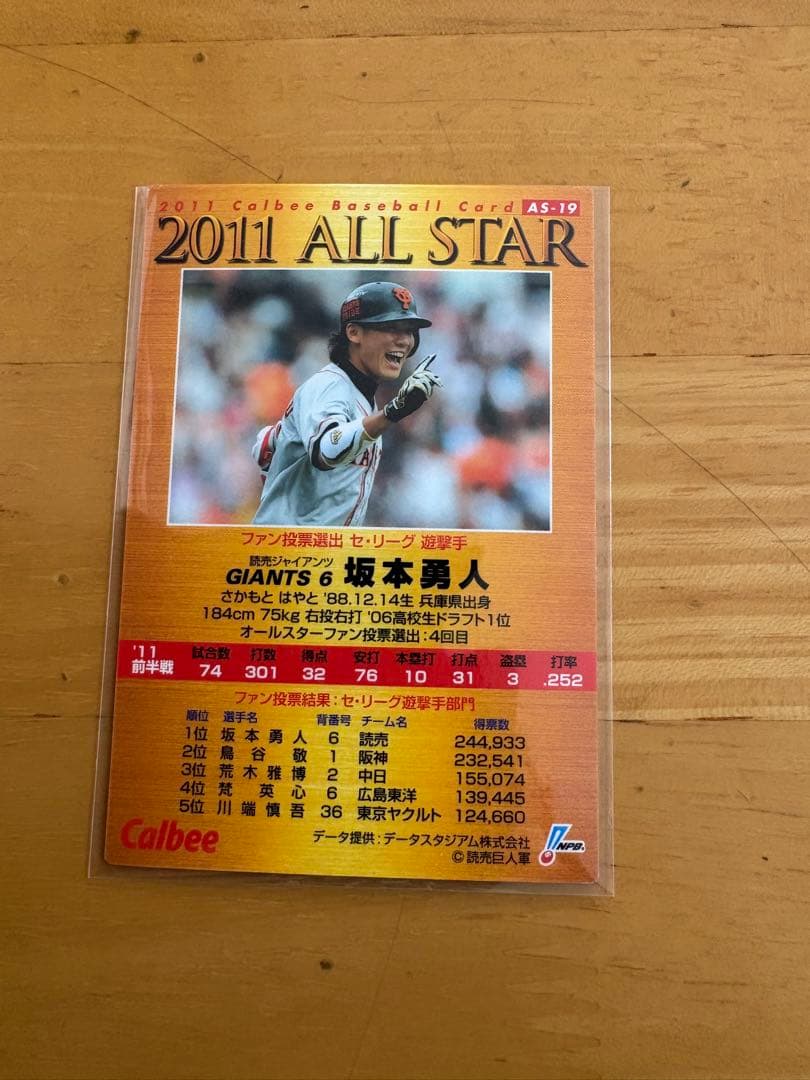 2011 Calbee Baseball Card AS-19
2011 ALL STAR
ファン投票選出 セ・リーグ 遊撃手
読売ジャイアンツ
GIANTS 6 坂本勇人
さかもと はやと '88.12.14生 兵庫県出身
184cm 75kg 右投右打 '06高校生ドラフト1位
オールスターファン投票選出:4回目
'11 前半戦 試合数 打数 得点 安打 本塁打 打点 盗塁 打率
74 301 32 76 10 31 3 .252
ファン投票結果:セ・リーグ遊撃手部門
順位 選手名 背番号 チーム名 得票数
1位 坂本勇人 6 読売 244,933
2位 鳥谷敬 1 阪神 232,541
3位 荒木雅博 2 中日 155,074
4位 梵英心 6 広島東洋 139,445
5位 川端慎吾 36 東京ヤクルト 124,660
Calbee
データ提供:データスタジアム株式会社
©読売巨人軍
NPB